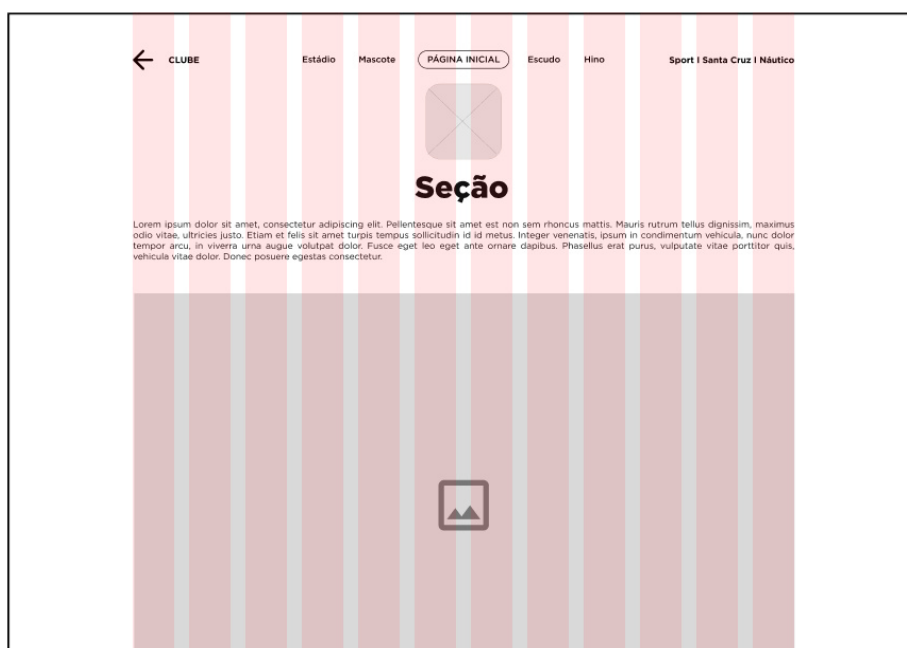 CLUBE Estádio Mascote PÁGINA INICIAL Escudo Hino Sport I Santa Cruz I Náutico
Seção
Lorem ipsum dolor sit amet, consectetur adipiscing elit. Pellentesque sit amet est non sem rhoncus mattis. Mauris rutrum tellus dignissim, maximus
odio vitae, ultricies justo. Etiam et felis sit amet turpis tempus sollicitudin id id metus. Integer venenatis, ipsum in condimentum vehicula, nunc dolor
tempor arcu, in viverra urna augue volutpat dolor. Fusce eget leo eget ante ornare dapibus. Phasellus erat purus, vulputate vitae porttitor quis,
vehicula vitae dolor. Donec posuere egestas consectetur.